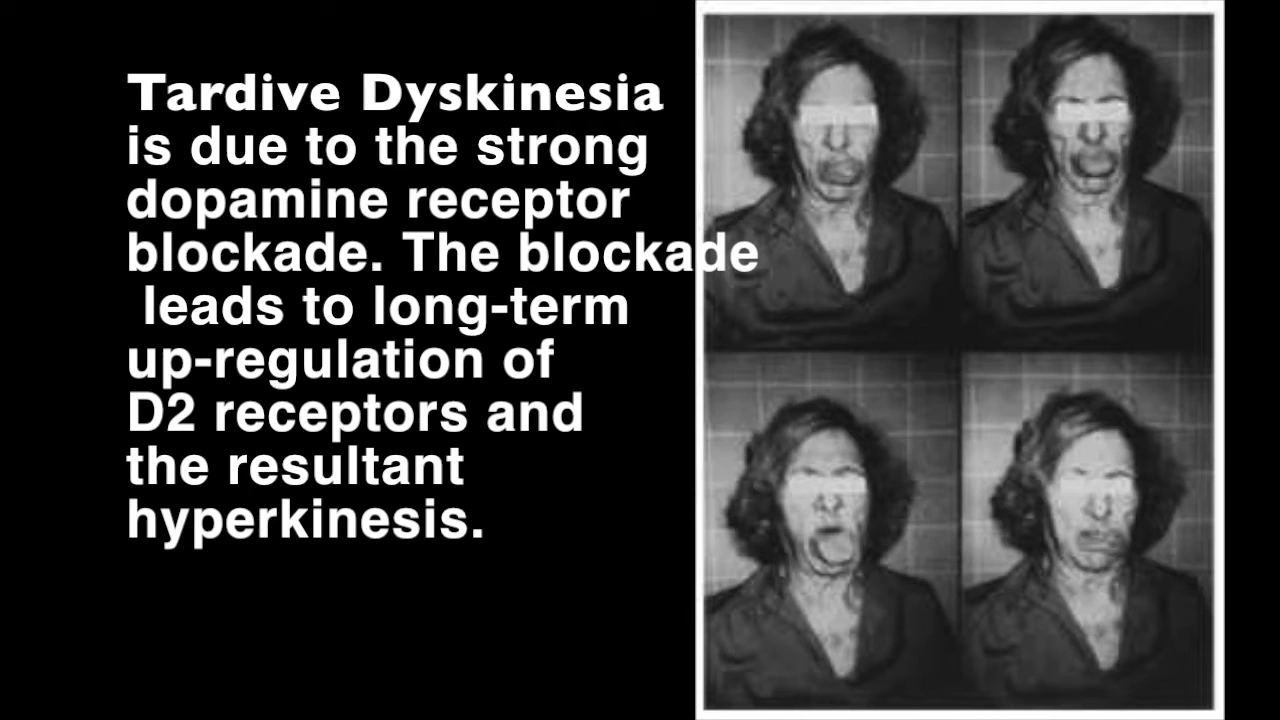 Tardive Dyskinesia
is due to the strong
dopamine receptor
blockade. The blockade
leads to long-term
up-regulation of
D2 receptors and
the resultant
hyperkinesis.